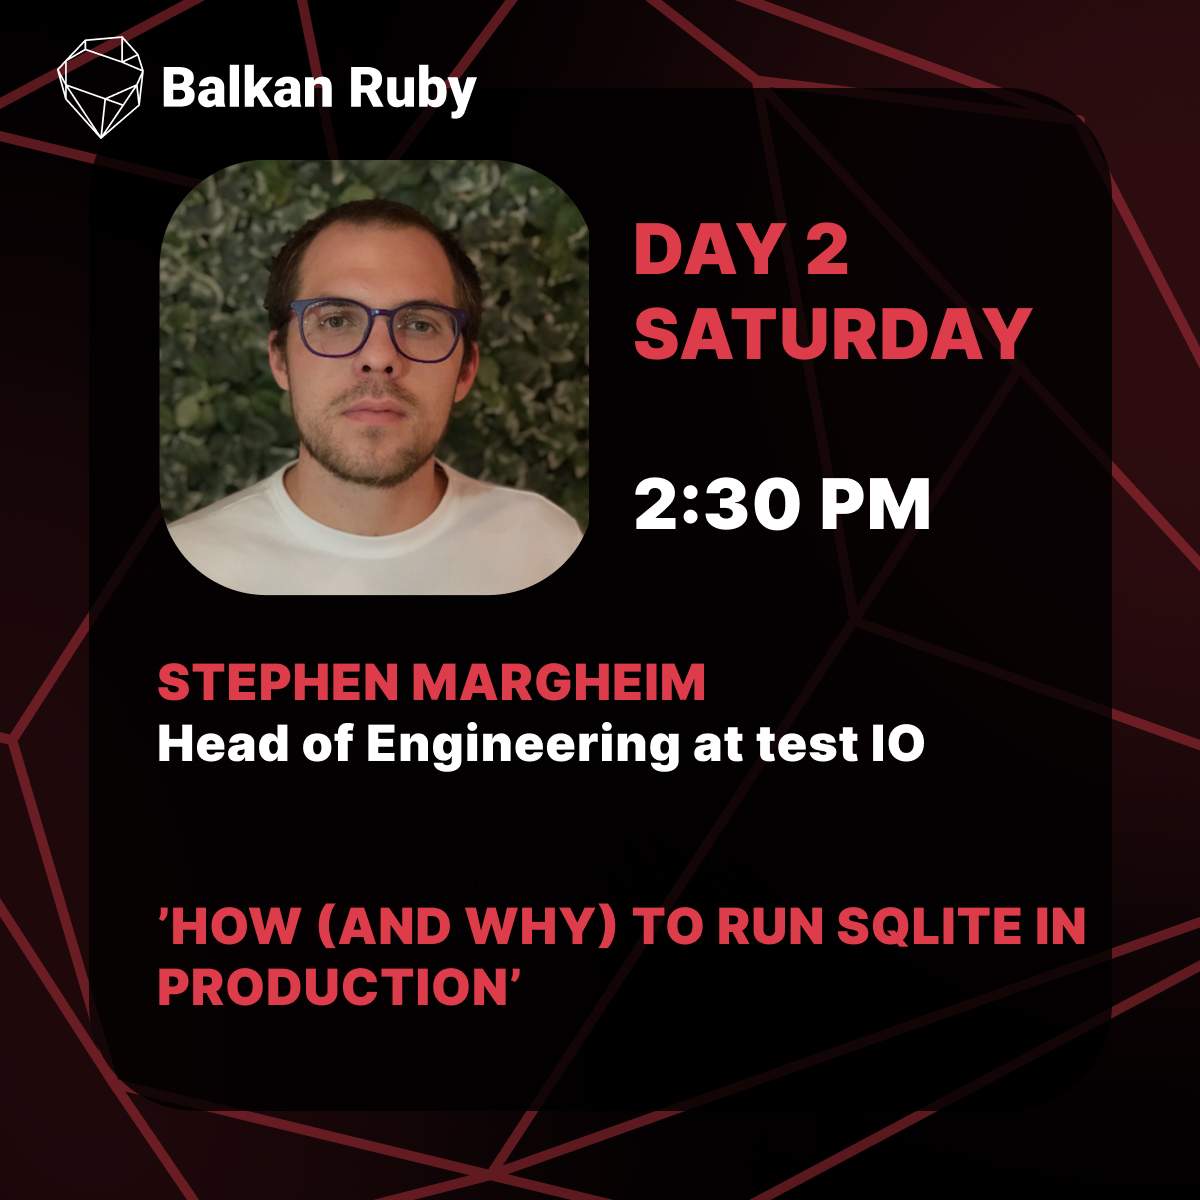 Balkan Ruby
DAY 2
SATURDAY
2:30 PM
STEPHEN MARGHEIM
Head of Engineering at test IO
’HOW (AND WHY) TO RUN SQLITE IN
PRODUCTION’